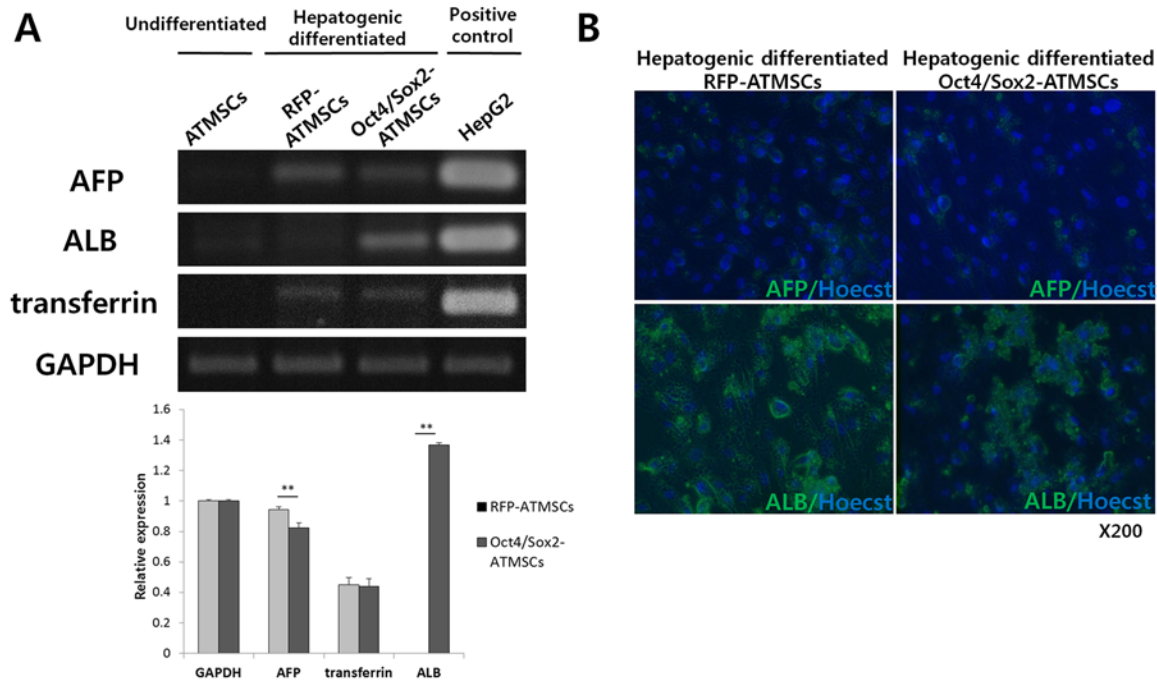 A
Undifferentiated
Hepatogenic
differentiated
Positive
control
ATMSCs
RFP-
ATMSCs
Oct4/Sox2-
ATMSCs
HepG2
AFP
ALB
transferrin
GAPDH
1.6
1.4
1.2
1
0.8
0.6
0.4
0.2
0
Relative expression
**
**
GAPDH
AFP
transferrin
ALB
RFP-ATMSCs
Oct4/Sox2-
ATMSCs
B
Hepatogenic differentiated
RFP-ATMSCs
Hepatogenic differentiated
Oct4/Sox2-ATMSCs
AFP/Hoecst
AFP/Hoecst
ALB/Hoecst
ALB/Hoecst
X200